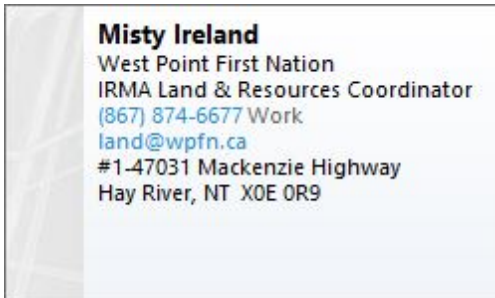 Misty Ireland
West Point First Nation
IRMA Land & Resources Coordinator
(867) 874-6677 Work
land@wpfn.ca
#1-47031 Mackenzie Highway
Hay River, NT  X0E 0R9